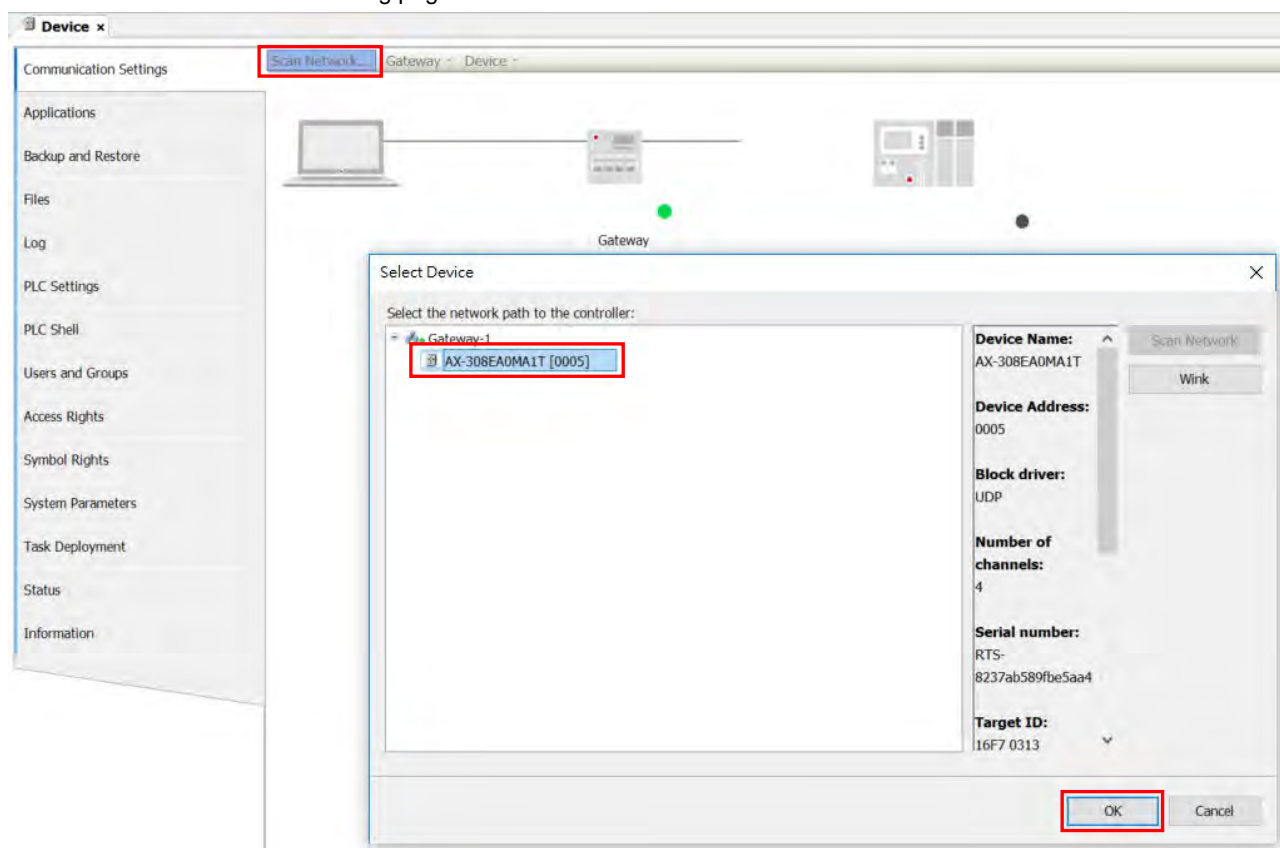 Device ×
Communication Settings
Applications
Backup and Restore
Files
Log
PLC Settings
PLC Shell
Users and Groups
Access Rights
Symbol Rights
System Parameters
Task Deployment
Status
Information
Scan Network... Gateway Device
Gateway
Select Device
Select the network path to the controller:
Gateway-1
AX-308EA0MA1T [0005]
Device Name:
AX-308EA0MA1T
Device Address:
0005
Block driver:
UDP
Number of
channels:
4
Serial number:
RTS-
8237ab589fbe5aa4
Target ID:
16F7 0313
Scan Network
Wink
OK Cancel